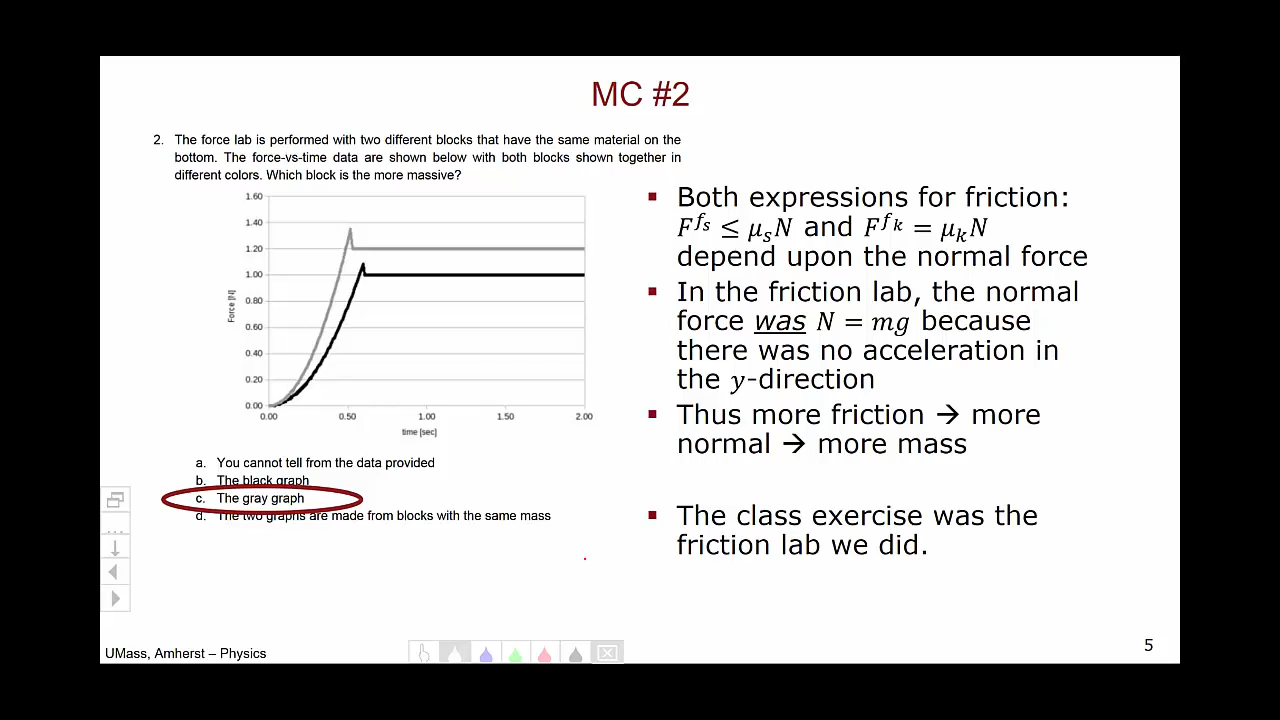 MC #2
2. The force lab is performed with two different blocks that have the same material on the
bottom. The force-vs-time data are shown below with both blocks shown together in
different colors. Which block is the more massive?
1.60
1.40
1.20
1.00
0.80
0.60
0.40
0.20
0.00
Force [N]
0.00 0.50 1.00 1.50 2.00
time [sec]
a. You cannot tell from the data provided
b. The black graph
c. The gray graph
d. The two graphs are made from blocks with the same mass
▪ Both expressions for friction:
F^{f_s} ≤ μ_s N and F^{f_k} = μ_k N
depend upon the normal force
▪ In the friction lab, the normal
force was N = mg because
there was no acceleration in
the y-direction
▪ Thus more friction → more
normal → more mass
▪ The class exercise was the
friction lab we did.
UMass, Amherst – Physics
5